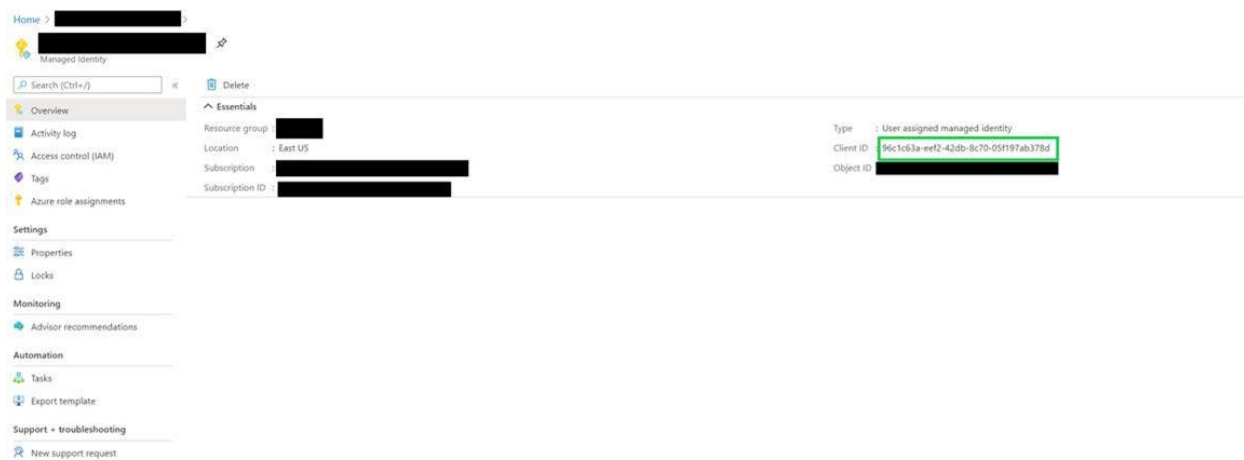 Home >
>
Managed Identity
Search (Ctrl+/)
«
Delete
Overview
Essentials
Activity log
Resource group :
Type : User assigned managed identity
Access control (IAM)
Location : East US
Client ID : 96c1c63a-eef2-42db-8c70-05f197ab378d
Tags
Subscription :
Object ID
Azure role assignments
Subscription ID :
Settings
Properties
Locks
Monitoring
Advisor recommendations
Automation
Tasks
Export template
Support + troubleshooting
New support request